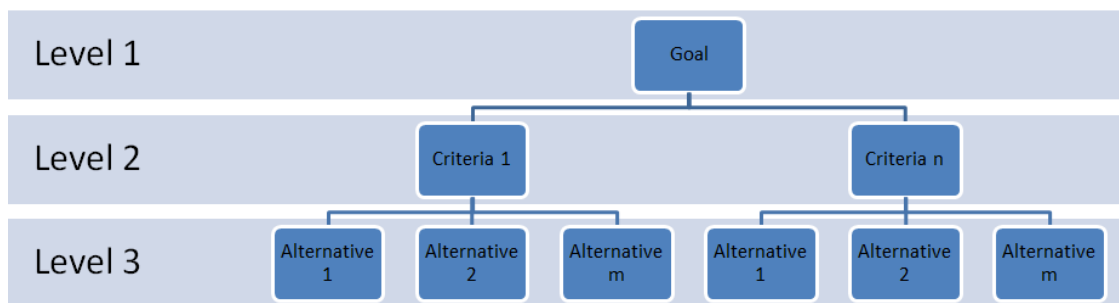 Level 1
Goal
Level 2
Criteria 1
Criteria n
Level 3
Alternative
1
Alternative
2
Alternative
m
Alternative
1
Alternative
2
Alternative
m